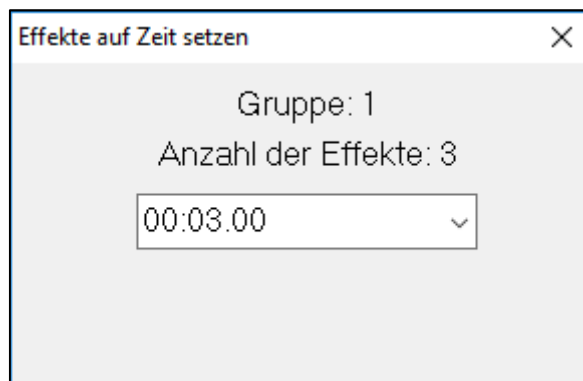 Effekte auf Zeit setzen
Gruppe: 1
Anzahl der Effekte: 3
00:03.00